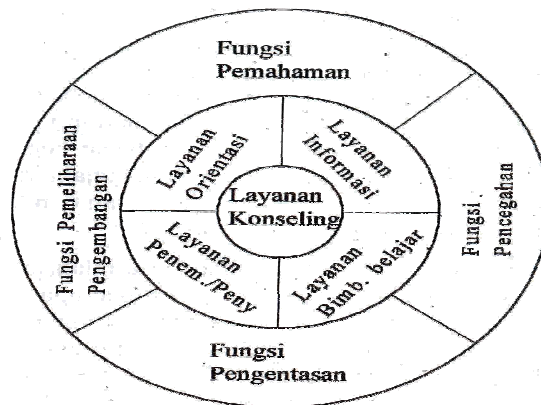 Fungsi
Pemahaman
Layanan
Orientasi
Layanan
Informasi
Fungsi Pemeliharaan
Pengembangan
Layanan
Konseling
Fungsi
Pencegahan
Layanan
Penem./Peny
Layanan
Bimb. belajar
Fungsi
Pengentasan